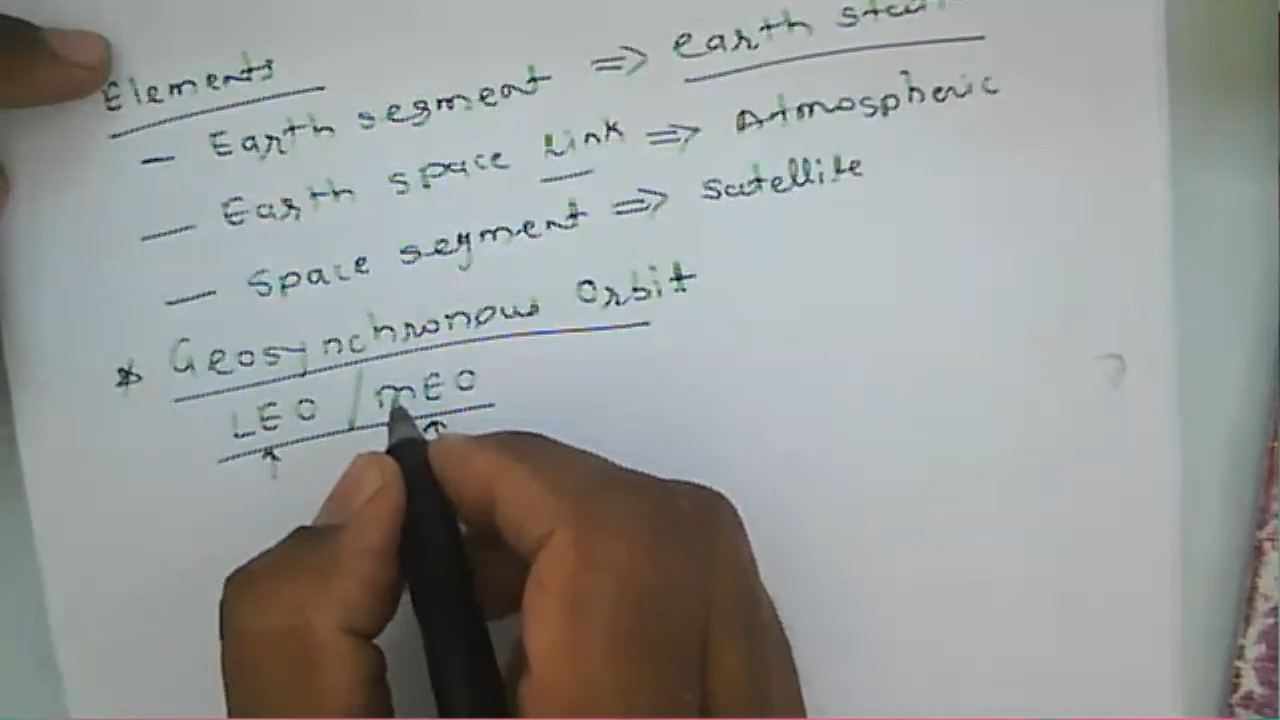 Elements
— Earth segment => earth
— Earth space Link => Atmospheric
— Space segment => Satellite
* Geosynchronous Orbit
LEO / MEO